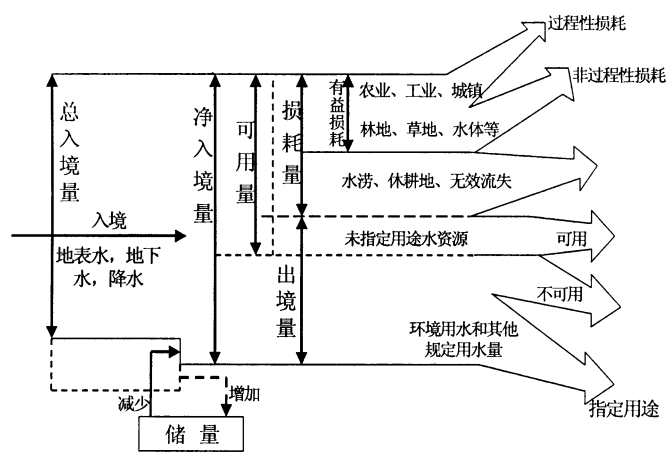 过程性损耗
非过程性损耗
总入境量
净入境量
可用量
损耗量
有益损耗
农业、工业、城镇
林地、草地、水体等
水涝、休耕地、无效流失
入境
地表水，地下
水，降水
未指定用途水资源
可用
出境量
不可用
环境用水和其他
规定用水量
指定用途
减少
增加
储量